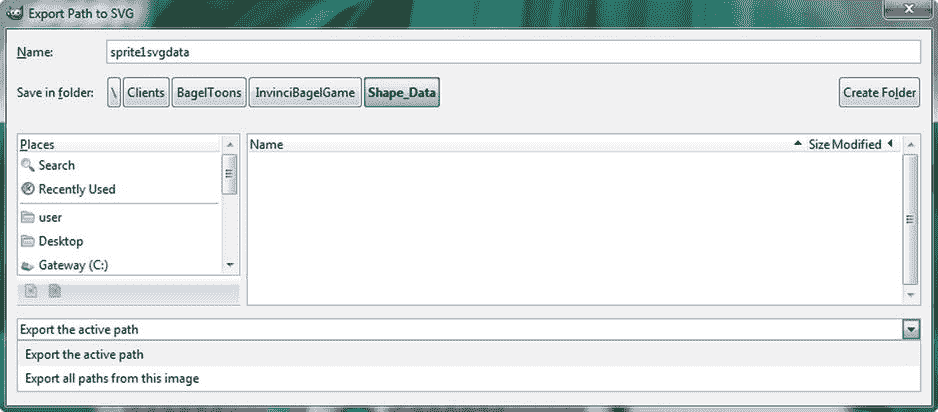 Export Path to SVG
Name: sprite1svgdata
Save in folder: \ Clients BagelToons InvinciBagelGame Shape_Data Create Folder
Places Name Size Modified
Search
Recently Used
user
Desktop
Gateway (C:)
Export the active path
Export the active path
Export all paths from this image